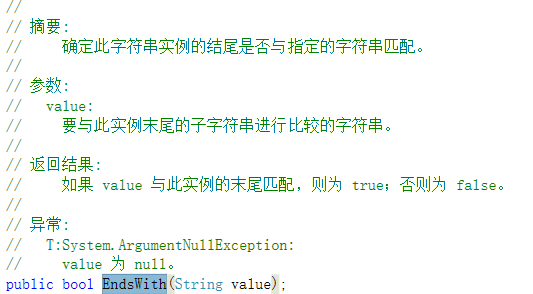 //
// 摘要:
//     确定此字符串实例的结尾是否与指定的字符串匹配。
//
// 参数:
//   value:
//     要与此实例末尾的子字符串进行比较的字符串。
//
// 返回结果:
//     如果 value 与此实例的末尾匹配，则为 true；否则为 false。
//
// 异常:
//   T:System.ArgumentNullException:
//     value 为 null。
public bool EndsWith(String value);